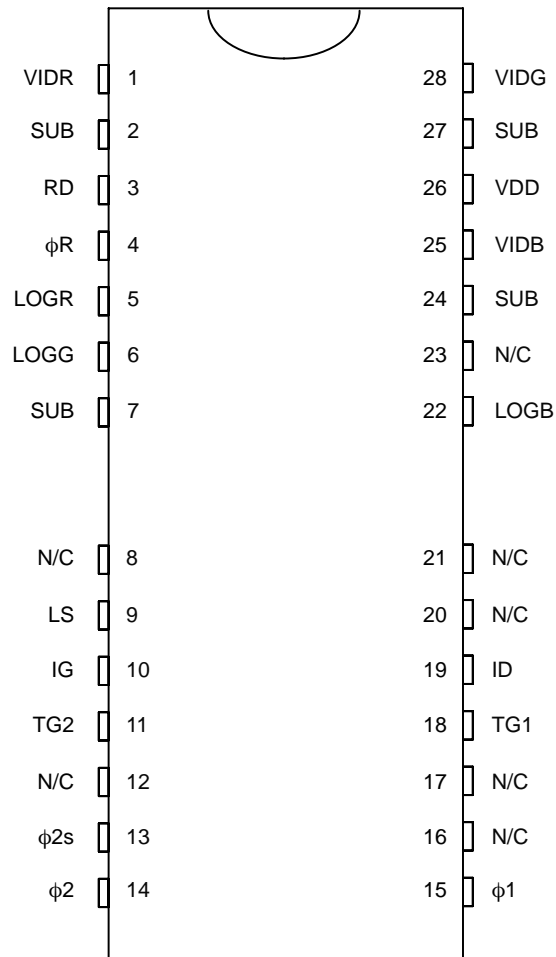 VIDR 1 28 VIDG
SUB 2 27 SUB
RD 3 26 VDD
ϕR 4 25 VIDB
LOGR 5 24 SUB
LOGG 6 23 N/C
SUB 7 22 LOGB
N/C 8 21 N/C
LS 9 20 N/C
IG 10 19 ID
TG2 11 18 TG1
N/C 12 17 N/C
ϕ2s 13 16 N/C
ϕ2 14 15 ϕ1